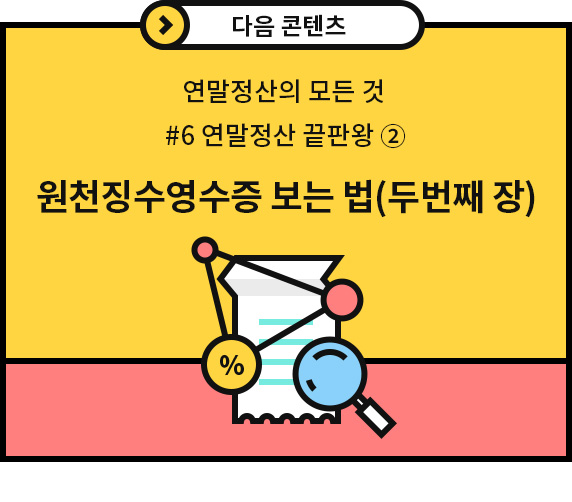 다음 콘텐츠
연말정산의 모든 것
#6 연말정산 끝판왕 ②
원천징수영수증 보는 법(두번째 장)
%